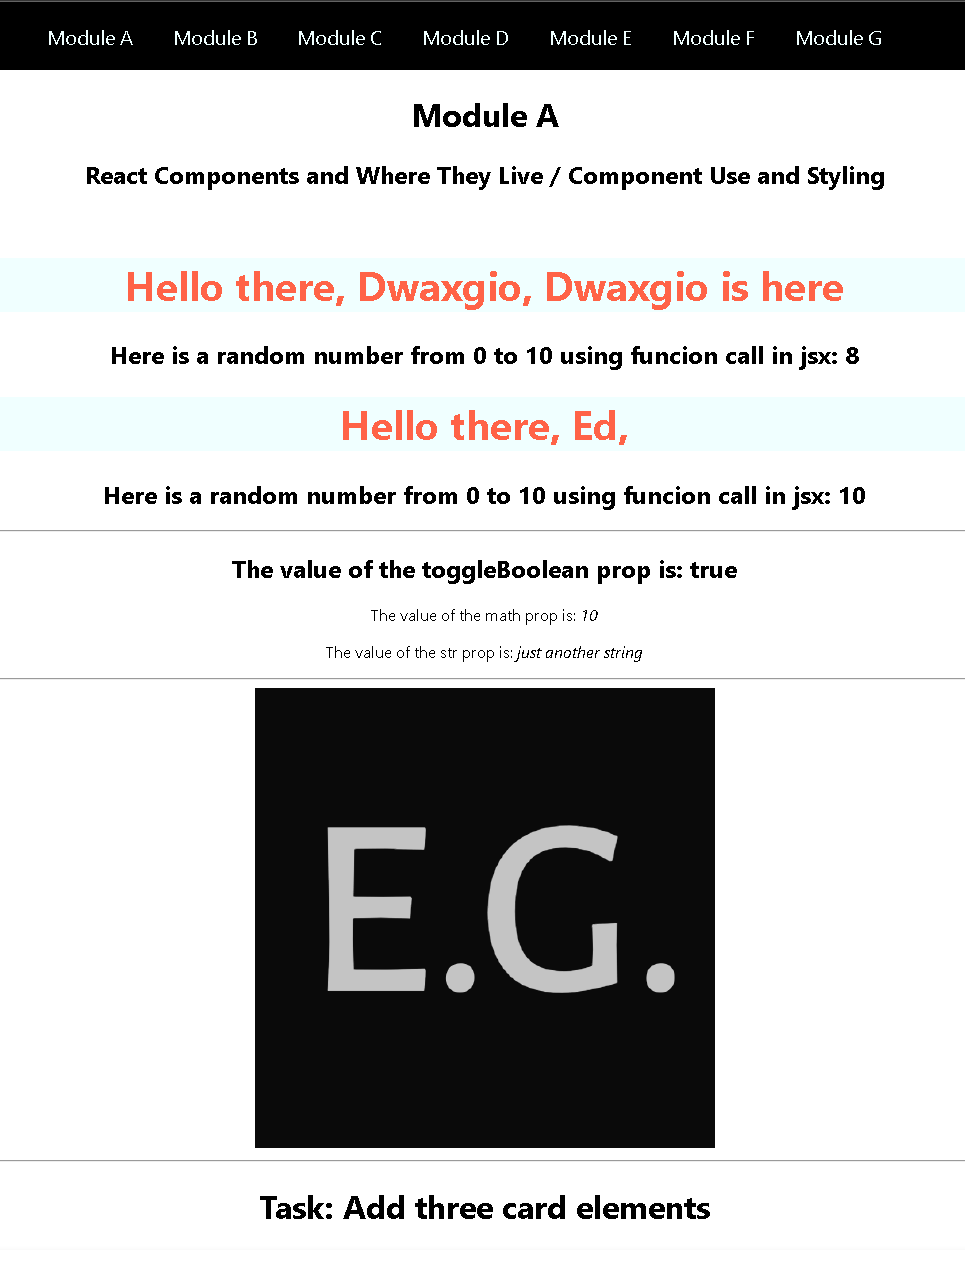 Module A Module B Module C Module D Module E Module F Module G
Module A
React Components and Where They Live / Component Use and Styling
Hello there, Dwaxgio, Dwaxgio is here
Here is a random number from 0 to 10 using funcion call in jsx: 8
Hello there, Ed,
Here is a random number from 0 to 10 using funcion call in jsx: 10
The value of the toggleBoolean prop is: true
The value of the math prop is: 10
The value of the str prop is: just another string
E.G.
Task: Add three card elements